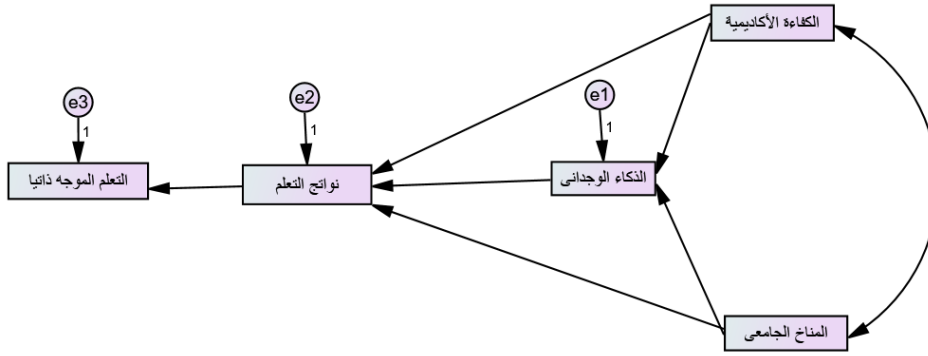 الكفاءة الأكاديمية
e1
1
e2
1
e3
1
الذكاء الوجدانى
نواتج التعلم
التعلم الموجه ذاتيا
المناخ الجامعى